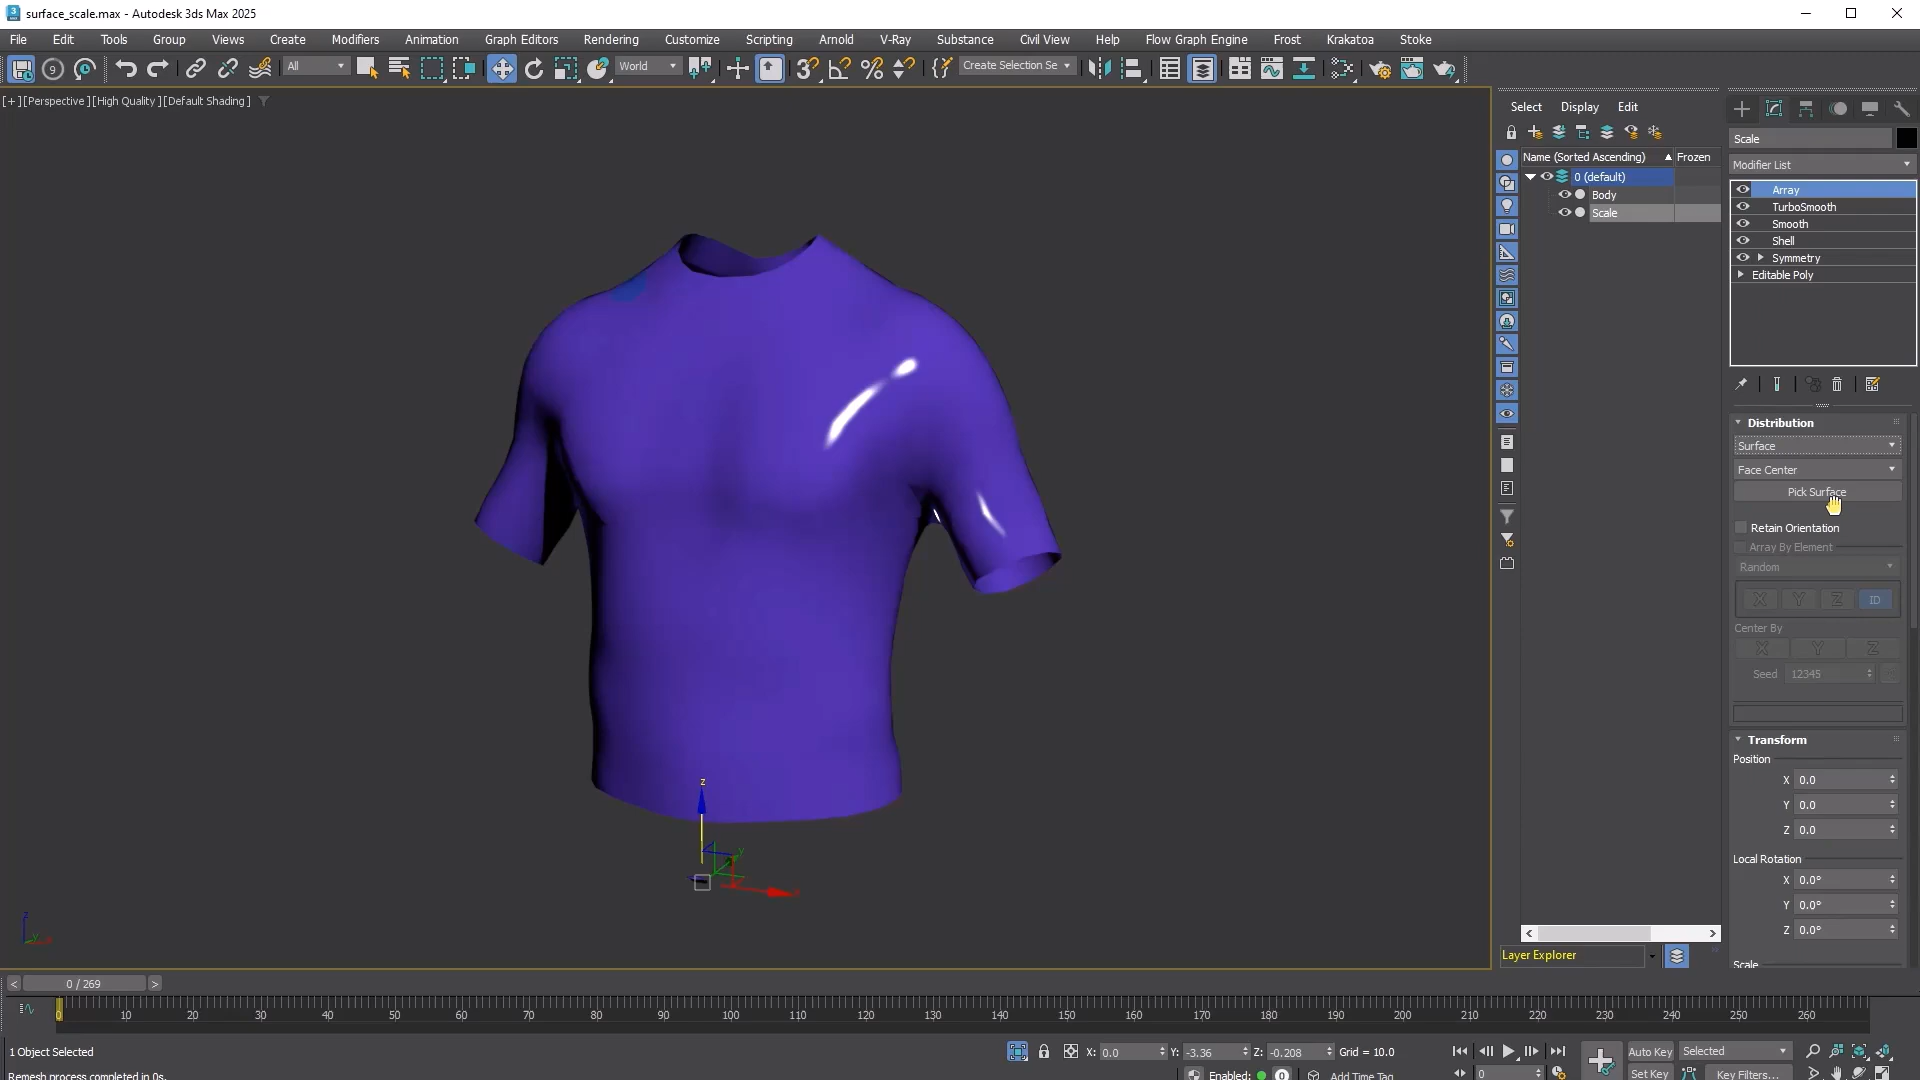 surface_scale.max - Autodesk 3ds Max 2025
File Edit Tools Group Views Create Modifiers Animation Graph Editors Rendering Customize Scripting Arnold V-Ray Substance Civil View Help Flow Graph Engine Frost Krakatoa Stoke
9 All World 3 Create Selection Se
[+][Perspective][High Quality][Default Shading]
Select Display Edit
Name (Sorted Ascending) Frozen
0 (default)
Body
Scale
Scale
Modifier List
Array
TurboSmooth
Smooth
Shell
Symmetry
Editable Poly
Distribution
Surface
Face Center
Pick Surface
Retain Orientation
Array By Element
Random
X Y Z ID
Center By
X Y Z
Seed 12345
Transform
Position
X 0.0
Y 0.0
Z 0.0
Local Rotation
X 0.0°
Y 0.0°
Z 0.0°
Scale
z
y
x
Layer Explorer
< 0 / 269 >
0 10 20 30 40 50 60 70 80 90 100 110 120 130 140 150 160 170 180 190 200 210 220 230 240 250 260
1 Object Selected
X: 0.0 Y: -3.36 Z: -0.208 Grid = 10.0
Auto Key Selected
Remesh process completed in 0s.
Enabled: 0 Add Time Tag
0
Set Key Key Filters...